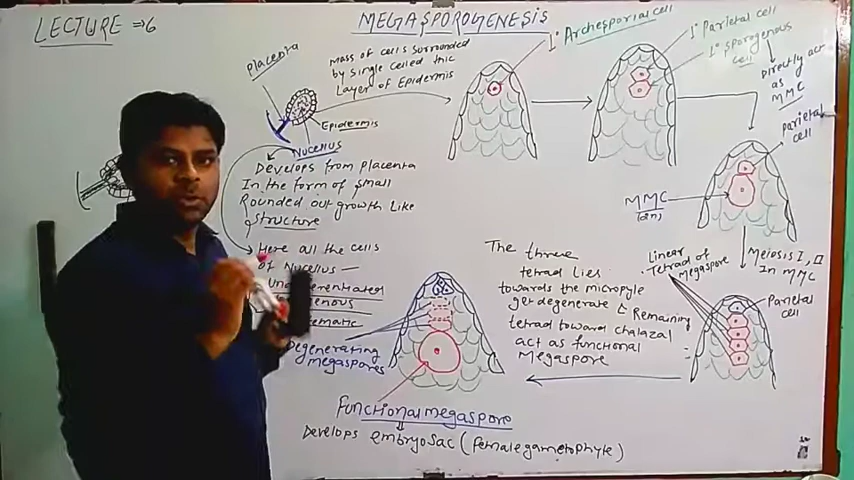 LECTURE ⇒6
MEGASPOROGENESIS
Placenta
Mass of cells surrounded
by single celled thic
Layer of Epidermis
Epidermis
Nucellus
Develops from placenta
In the form of small
Rounded out growth Like
structure
Here all the cells
of Nucellus —
Undifferentiated
1° Archesporial cell
1° Parietal cell
1° sporogenous
cell
Directly act
as
MMC
Parietal
cell
MMC
(2n)
Meiosis I, II
In MMC
Linear
Tetrad of
megaspore
Parietal
cell
The three
tetrad Lies
towards the micropyle
get degenerate & Remaining
tetrad toward chalazal
act as functional
Megaspore
Degenerating
megaspores
Functional megaspore
Develops embryosac (femalegametophyte)